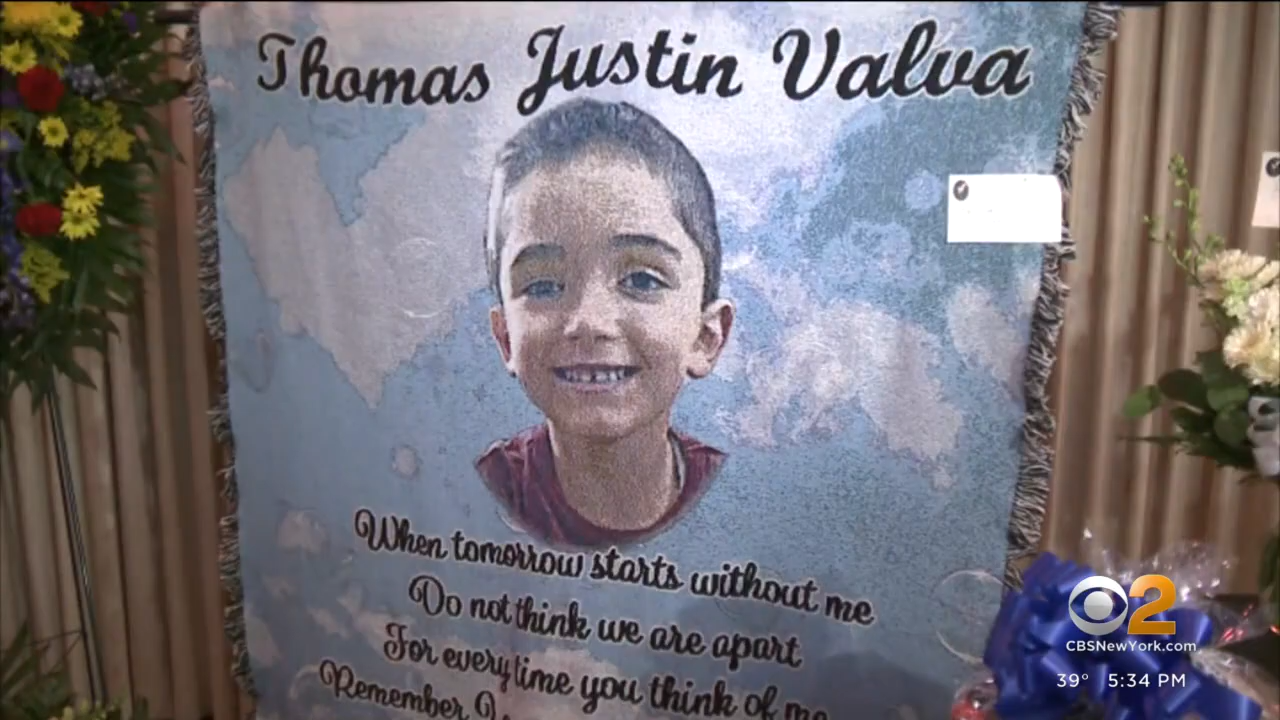 Thomas Justin Valva
When tomorrow starts without me
Do not think we are apart
For every time you think of me
Remember
CBS 2
CBSNewYork.com
39° 5:34 PM